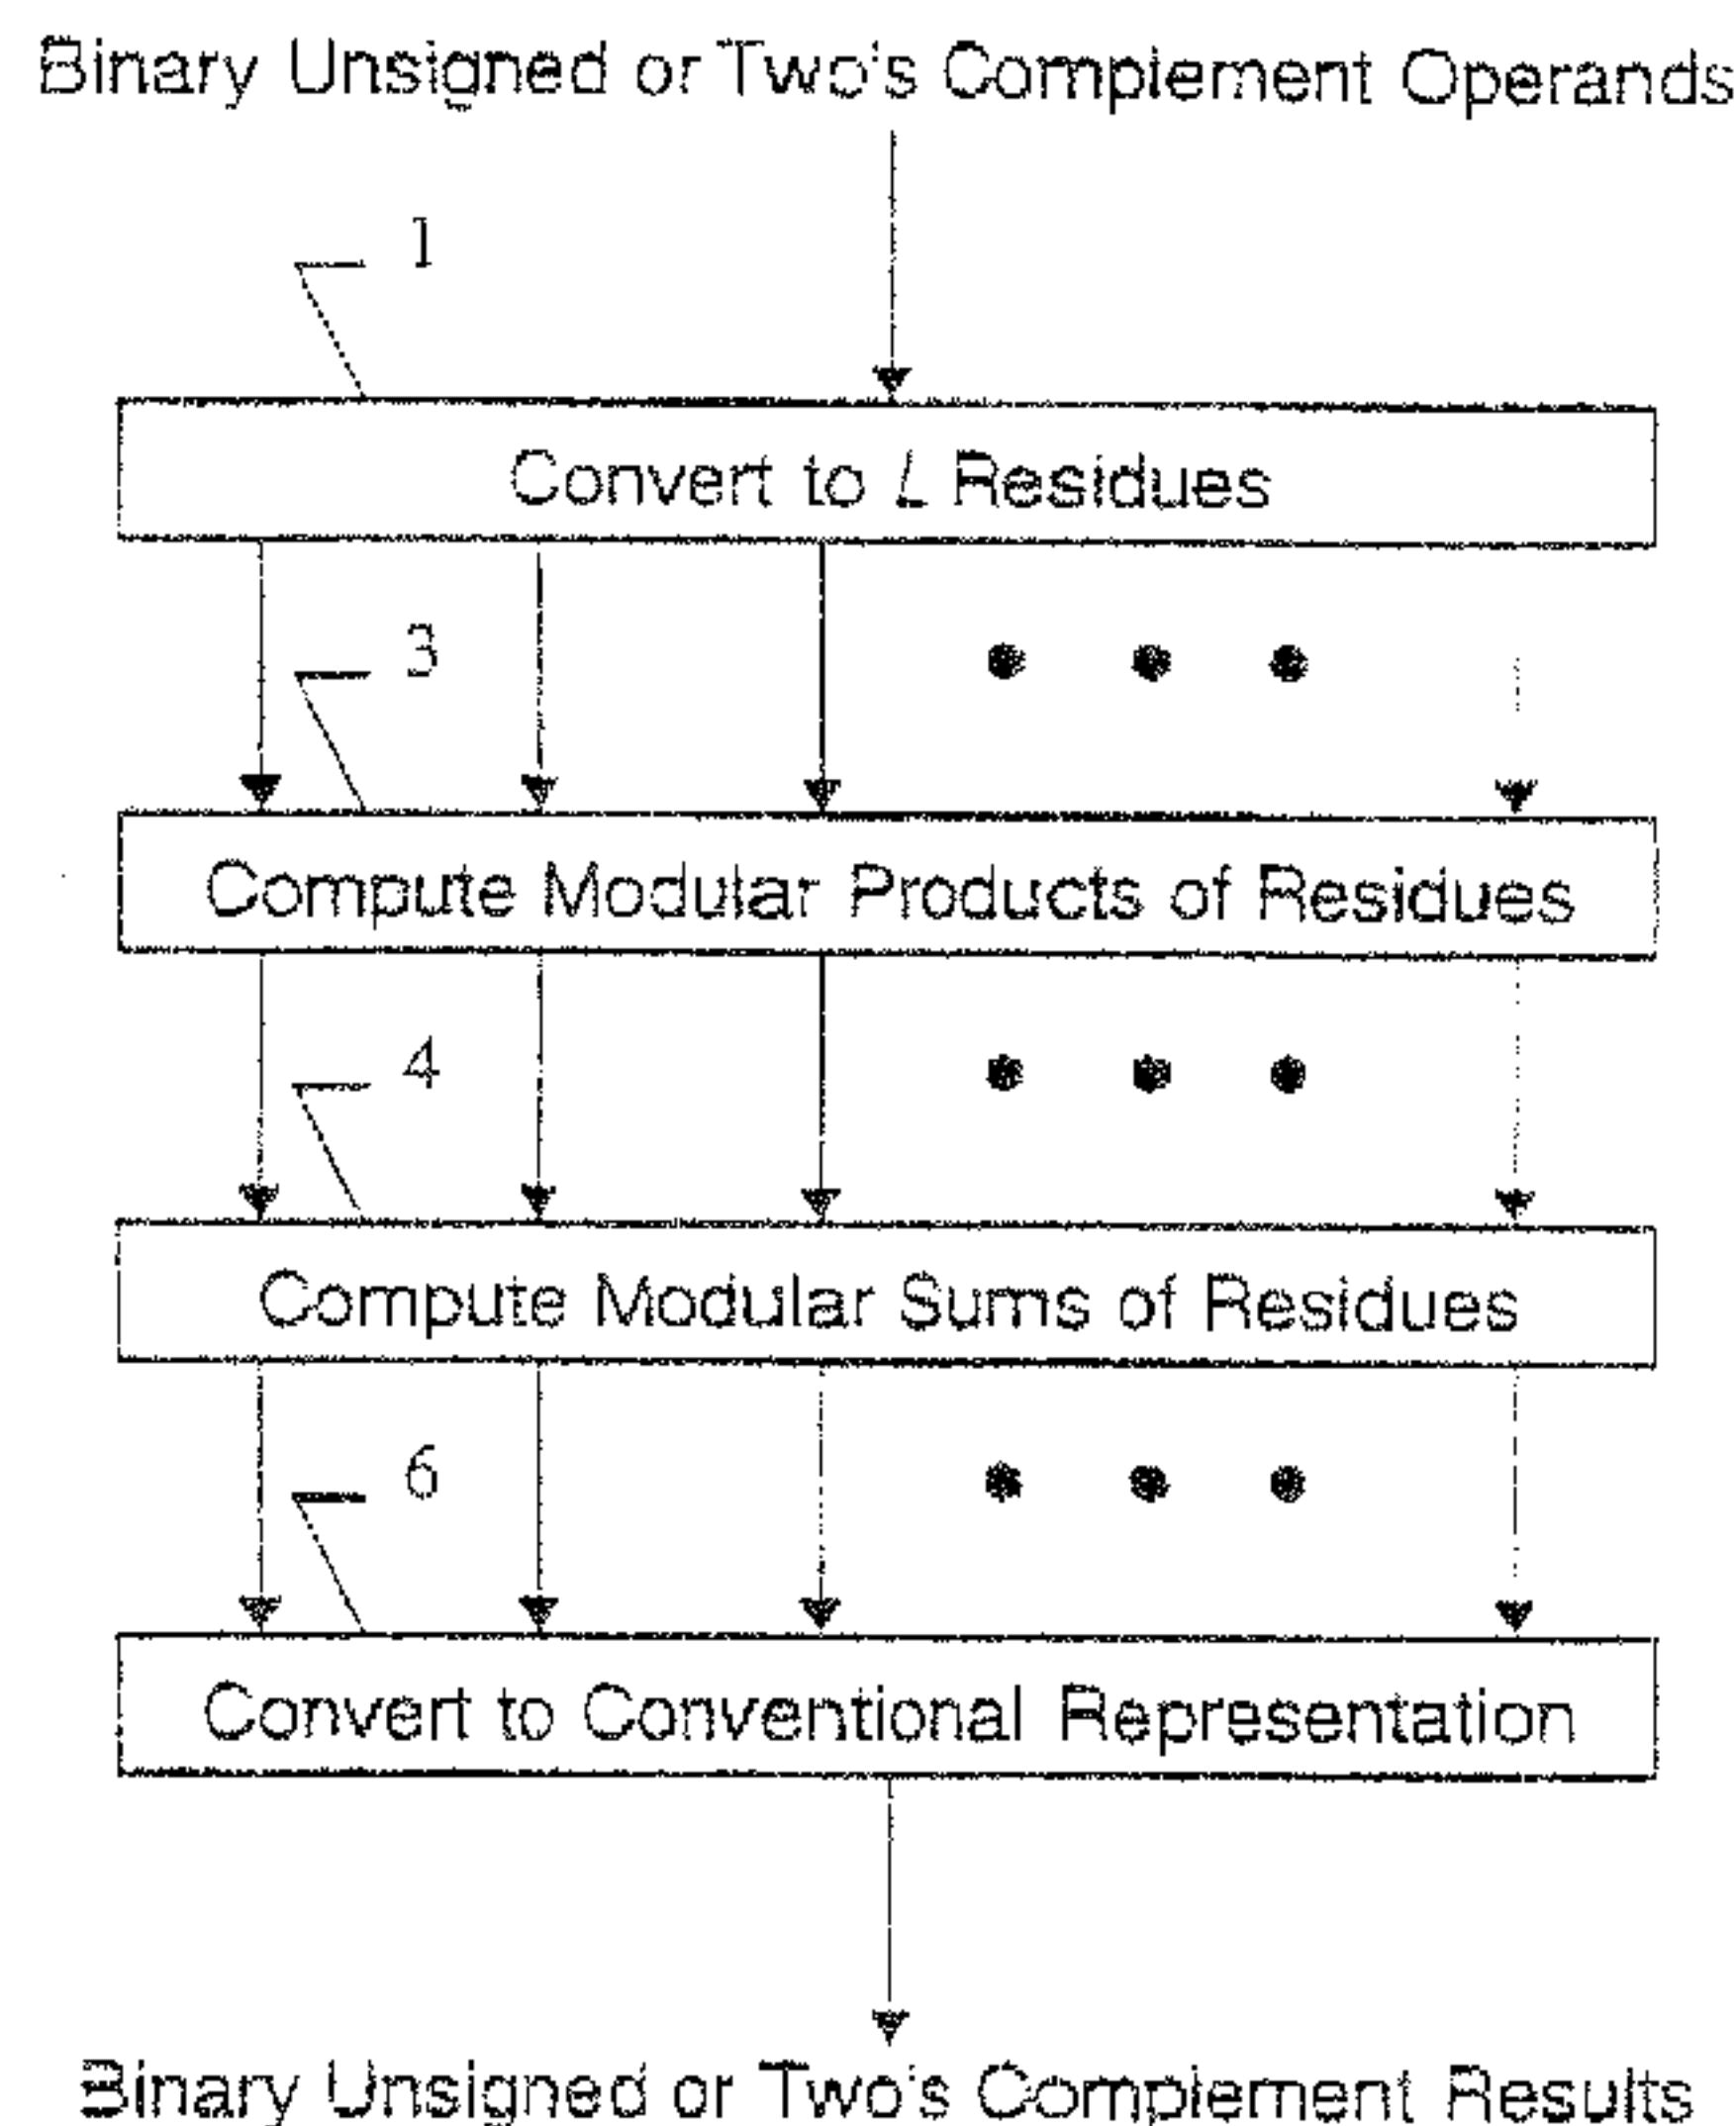 Binary Unsigned or Two's Complement Operands
1
Convert to L Residues
3
Compute Modular Products of Residues
4
Compute Modular Sums of Residues
6
Convert to Conventional Representation
Binary Unsigned or Two's Complement Results